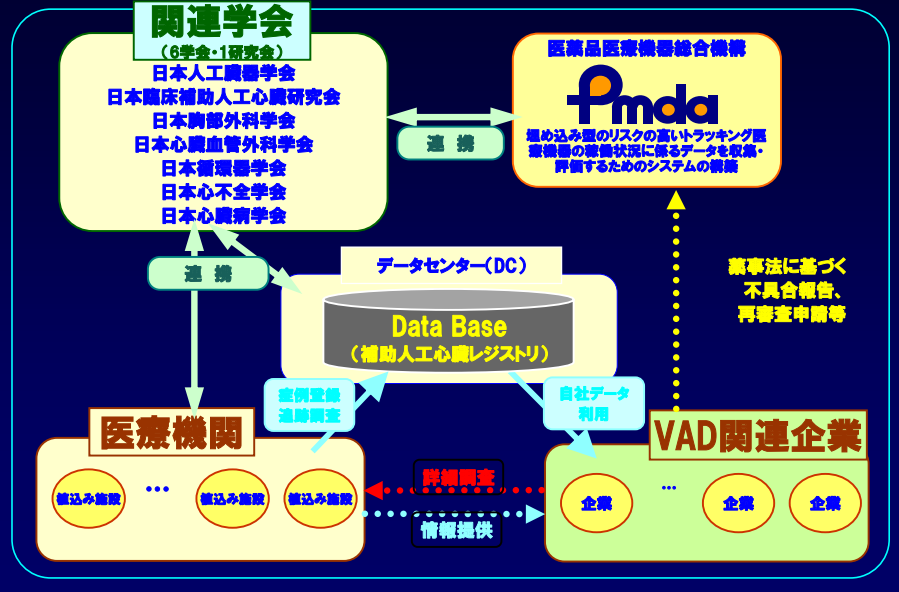 関連学会
（6学会・1研究会）
日本人工臓器学会
日本臨床補助人工心臓研究会
日本胸部外科学会
日本心臓血管外科学会
日本循環器学会
日本心不全学会
日本心臓病学会
医薬品医療機器総合機構
Pmda
埋め込み型のリスクの高いトラッキング医
療機器の稼働状況に係るデータを収集・
評価するためのシステムの構築
連 携
連 携
データセンター（DC）
Data Base
（補助人工心臓レジストリ）
薬事法に基づく
不具合報告、
再審査申請等
症例登録
追跡調査
自社データ
利用
医療機関
植込み施設
…
植込み施設
植込み施設
詳細調査
情報提供
VAD関連企業
企業
…
企業
企業